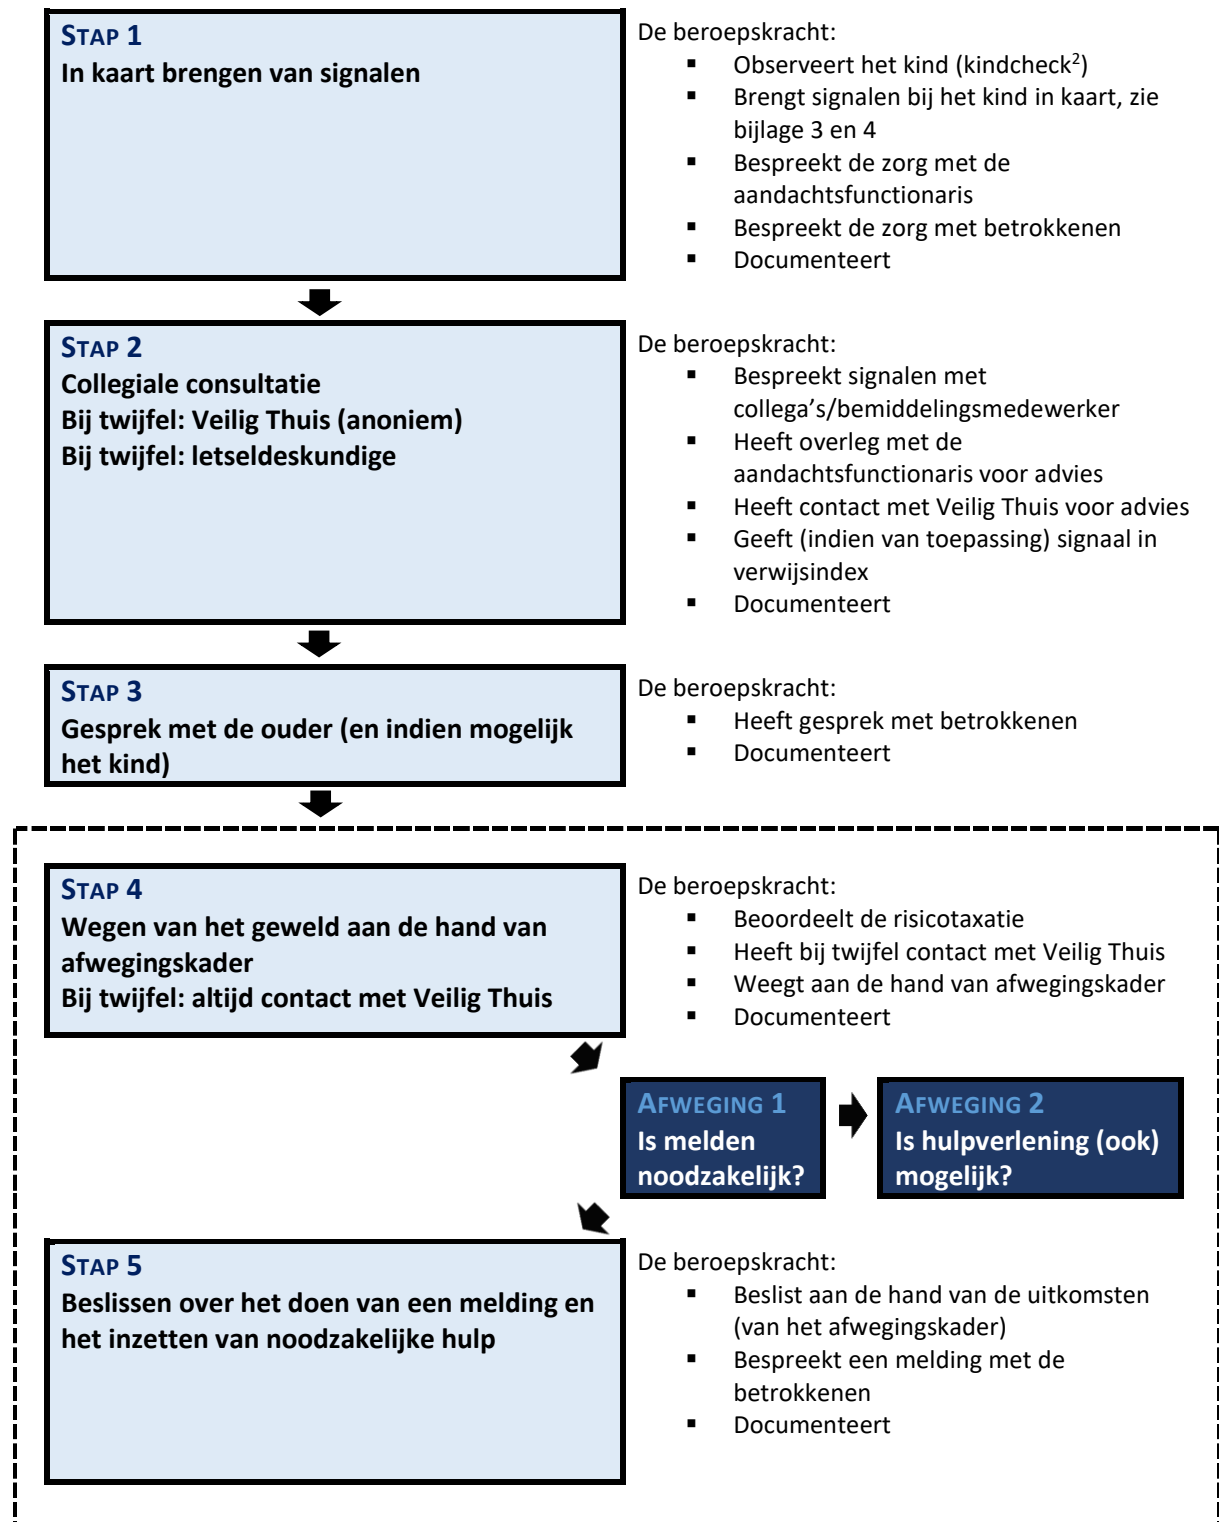 STAP 1
In kaart brengen van signalen
De beroepskracht:
▪ Observeert het kind (kindcheck²)
▪ Brengt signalen bij het kind in kaart, zie
bijlage 3 en 4
▪ Bespreekt de zorg met de
aandachtsfunctionaris
▪ Bespreekt de zorg met betrokkenen
▪ Documenteert
STAP 2
Collegiale consultatie
Bij twijfel: Veilig Thuis (anoniem)
Bij twijfel: letseldeskundige
De beroepskracht:
▪ Bespreekt signalen met
collega’s/bemiddelingsmedewerker
▪ Heeft overleg met de
aandachtsfunctionaris voor advies
▪ Heeft contact met Veilig Thuis voor advies
▪ Geeft (indien van toepassing) signaal in
verwijsindex
▪ Documenteert
STAP 3
Gesprek met de ouder (en indien mogelijk
het kind)
De beroepskracht:
▪ Heeft gesprek met betrokkenen
▪ Documenteert
STAP 4
Wegen van het geweld aan de hand van
afwegingskader
Bij twijfel: altijd contact met Veilig Thuis
De beroepskracht:
▪ Beoordeelt de risicotaxatie
▪ Heeft bij twijfel contact met Veilig Thuis
▪ Weegt aan de hand van afwegingskader
▪ Documenteert
AFWEGING 1
Is melden
noodzakelijk?
AFWEGING 2
Is hulpverlening (ook)
mogelijk?
STAP 5
Beslissen over het doen van een melding en
het inzetten van noodzakelijke hulp
De beroepskracht:
▪ Beslist aan de hand van de uitkomsten
(van het afwegingskader)
▪ Bespreekt een melding met de
betrokkenen
▪ Documenteert